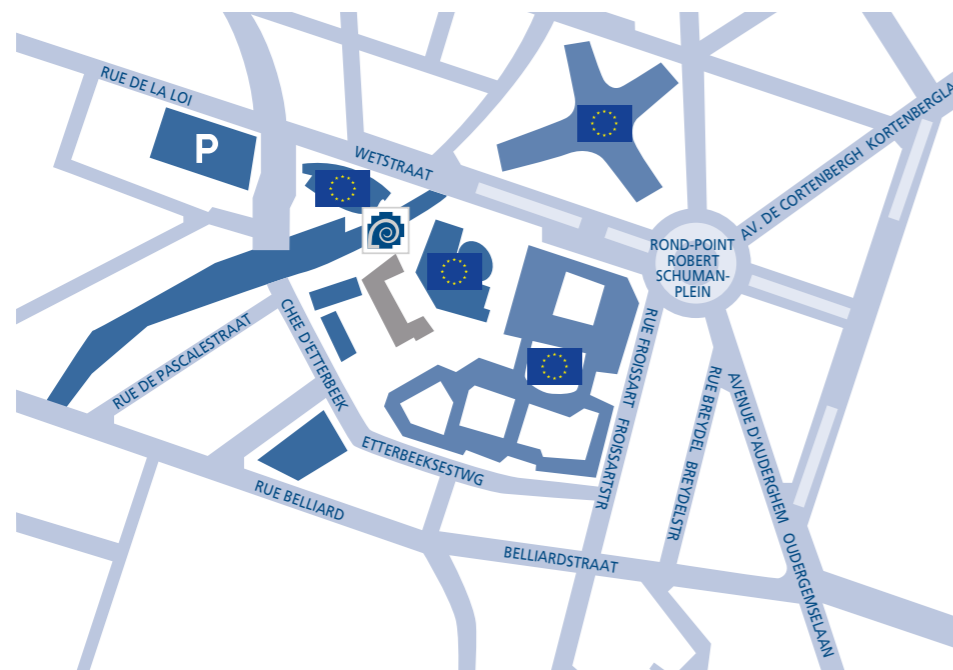 RUE DE LA LOI
P
WETSTRAAT
AV. DE CORTENBERGH KORTENBERGLA
ROND-POINT
ROBERT
SCHUMAN-
PLEIN
CHEE D'ETTERBEEK
RUE DE PASCALESTRAAT
RUE FROISSART FROISSARTSTR
RUE BREYDEL BREYDELSTR
AVENUE D'AUDERGHEM OUDERGEMSELAAN
ETTERBEEKSESTWG
RUE BELLIARD
BELLIARDSTRAAT